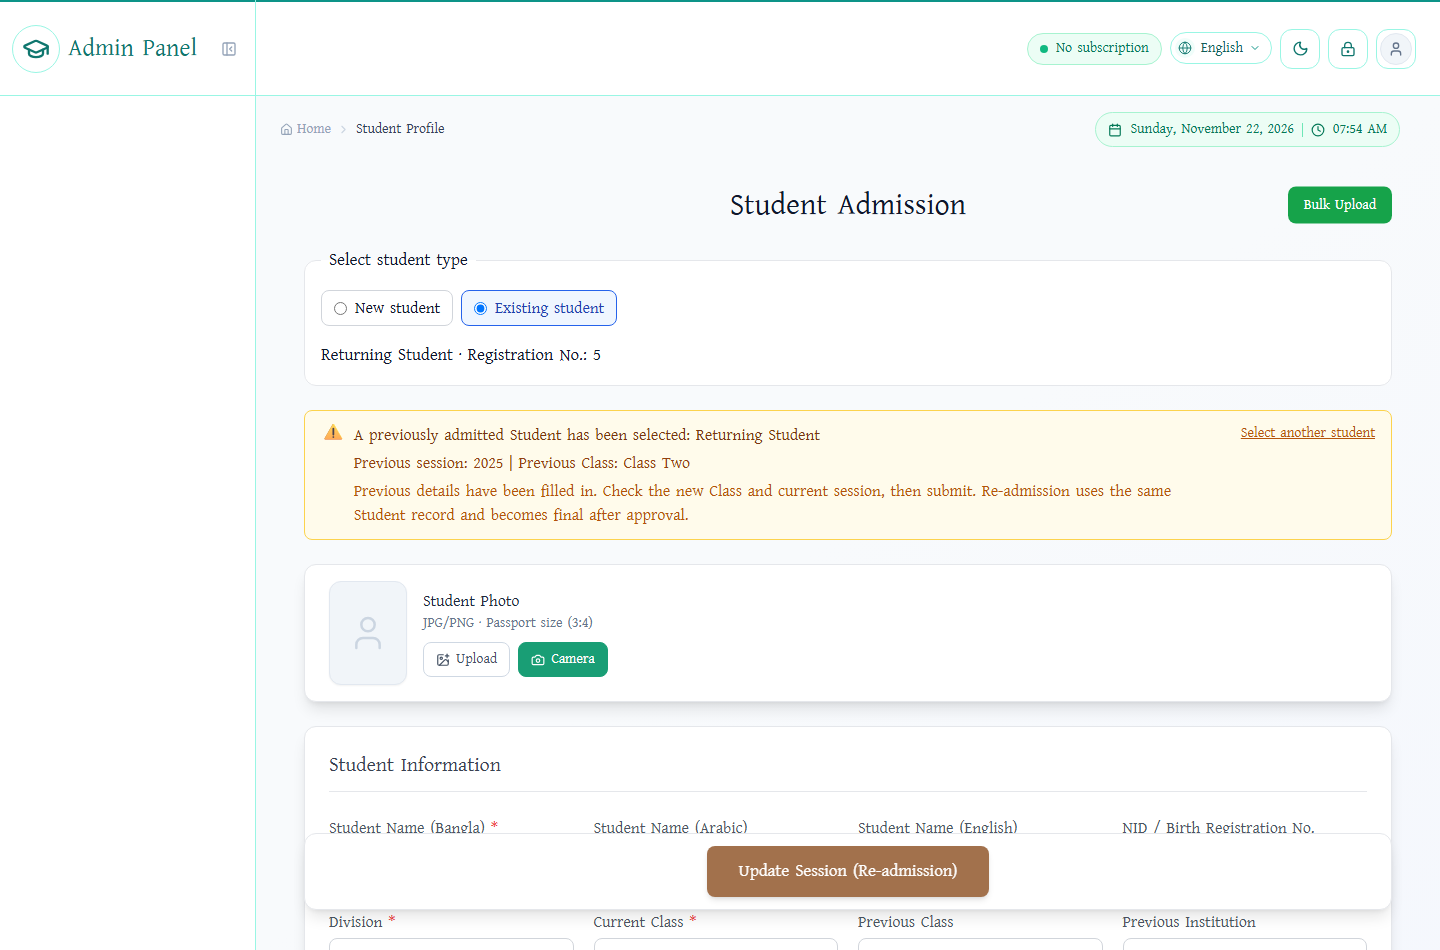 Admin Panel
No subscription
English
Home
Student Profile
Sunday, November 22, 2026 | 07:54 AM
Student Admission
Bulk Upload
Select student type
New student
Existing student
Returning Student · Registration No.: 5
A previously admitted Student has been selected: Returning Student
Select another student
Previous session: 2025 | Previous Class: Class Two
Previous details have been filled in. Check the new Class and current session, then submit. Re-admission uses the same
Student record and becomes final after approval.
Student Photo
JPG/PNG · Passport size (3:4)
Upload
Camera
Student Information
Student Name (Bangla) *
Student Name (Arabic)
Student Name (English)
NID / Birth Registration No.
Update Session (Re-admission)
Division *
Current Class *
Previous Class
Previous Institution